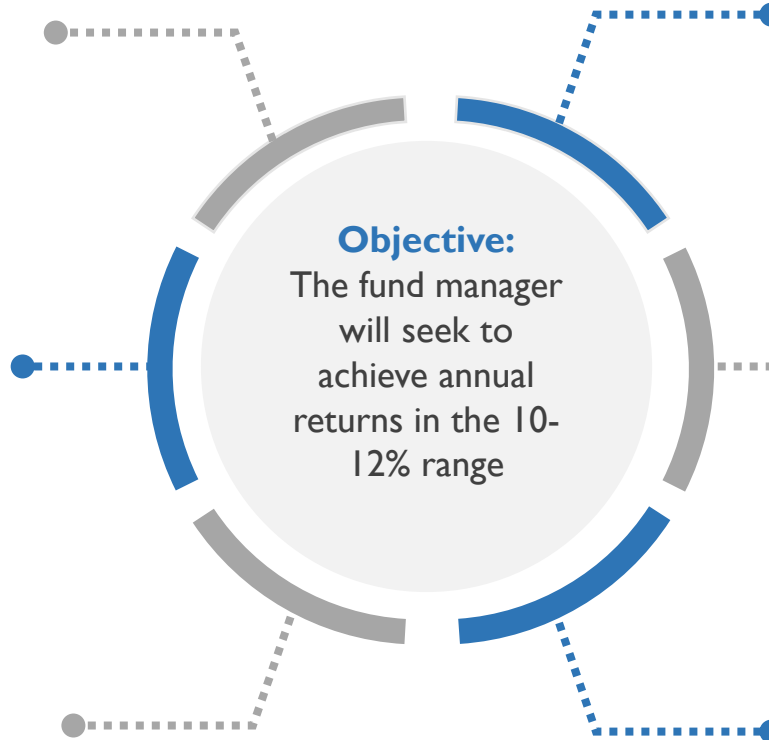 Objective:
The fund manager
will seek to
achieve annual
returns in the 10-
12% range